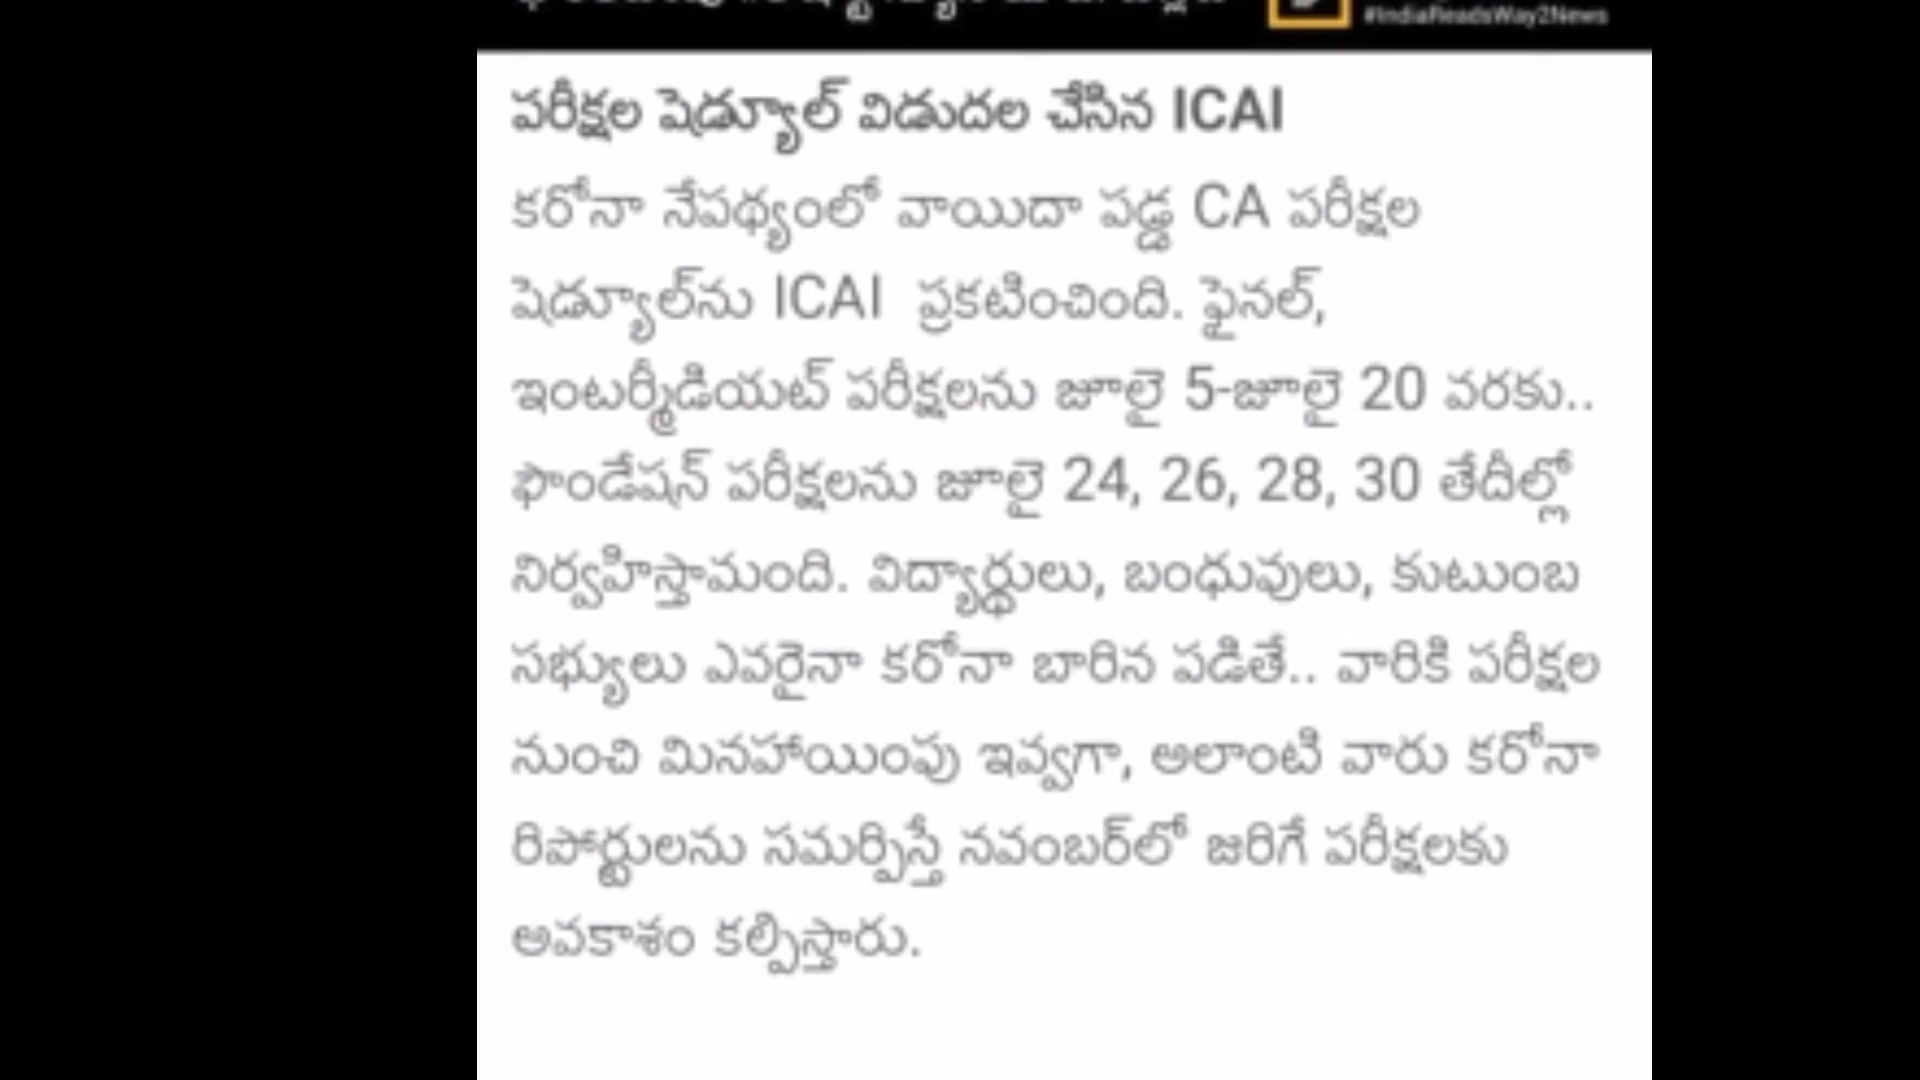 #IndiaReadsWay2News
పరీక్షల షెడ్యూల్ విడుదల చేసిన ICAI
కరోనా నేపథ్యంలో వాయిదా పడ్డ CA పరీక్షల
షెడ్యూల్‌ను ICAI ప్రకటించింది. ఫైనల్,
ఇంటర్మీడియట్ పరీక్షలను జూలై 5-జూలై 20 వరకు..
ఫౌండేషన్ పరీక్షలను జూలై 24, 26, 28, 30 తేదీల్లో
నిర్వహిస్తామంది. విద్యార్థులు, బంధువులు, కుటుంబ
సభ్యులు ఎవరైనా కరోనా బారిన పడితే.. వారికి పరీక్షల
నుంచి మినహాయింపు ఇవ్వగా, అలాంటి వారు కరోనా
రిపోర్టులను సమర్పిస్తే నవంబర్‌లో జరిగే పరీక్షలకు
అవకాశం కల్పిస్తారు.